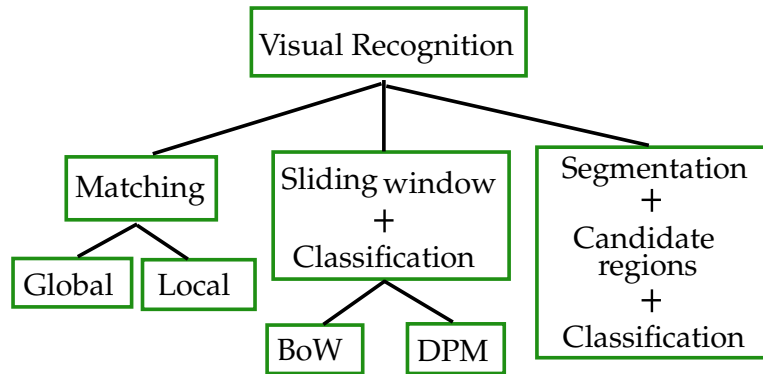 Visual Recognition
Matching
Global
Local
Sliding window
+
Classification
BoW
DPM
Segmentation
+
Candidate
regions
+
Classification